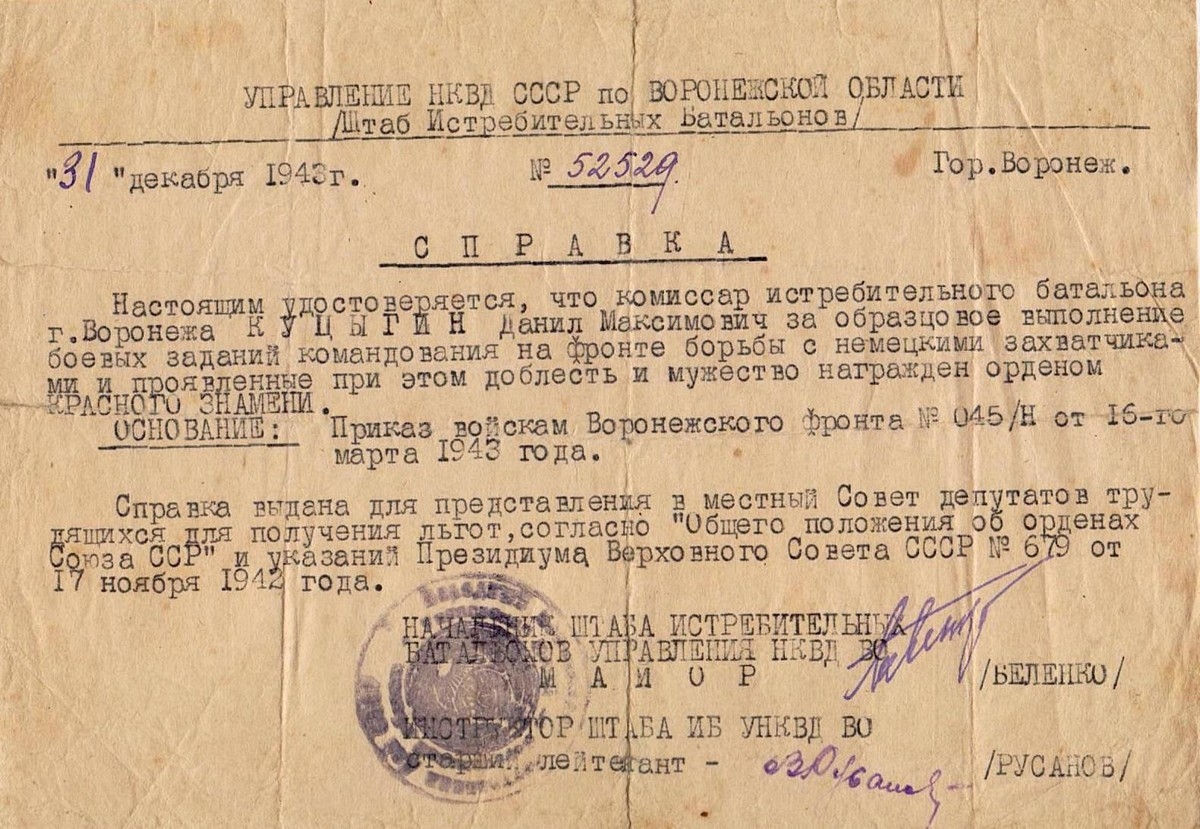 УПРАВЛЕНИЕ НКВД СССР по ВОРОНЕЖСКОЙ ОБЛАСТИ
/Штаб Истребительных Батальонов/
"31"декабря 1943г. № 52529 Гор.Воронеж.
С П Р А В К А
Настоящим удостоверяется, что комиссар истребительного батальона
г.Воронежа К У Ц Ы Г И Н Данил Максимович за образцовое выполнение
боевых заданий командования на фронте борьбы с немецкими захватчика-
ми и проявленные при этом доблесть и мужество награжден орденом
КРАСНОГО ЗНАМЕНИ.
ОСНОВАНИЕ: Приказ войскам Воронежского фронта № 045/Н от 16-го
марта 1943 года.
Справка выдана для представления в местный Совет депутатов тру-
дящихся для получения льгот,согласно "Общего положения об орденах
Союза ССР" и указаний Президиума Верховного Совета СССР № 679 от
17 ноября 1942 года.
НАЧАЛЬНИК ШТАБА ИСТРЕБИТЕЛЬНЫХ
БАТАЛЬОНОВ УПРАВЛЕНИЯ НКВД ВО
М А Й О Р /БЕЛЕНКО/
ИНСТРУКТОР ШТАБА ИБ УНКВД ВО
старший лейтенант - /РУСАНОВ/